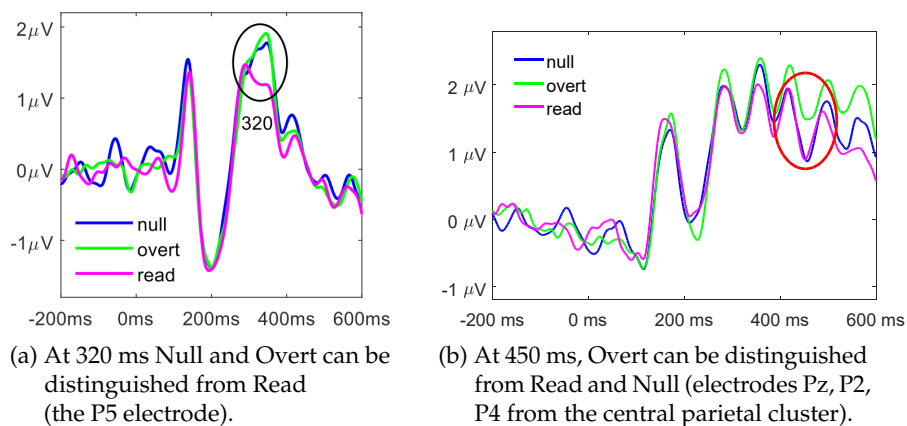 2μV
1μV
0μV
-1μV
320
null
overt
read
-200ms 0ms 200ms 400ms 600ms
(a) At 320 ms Null and Overt can be
distinguished from Read
(the P5 electrode).
null
overt
read
2 μV
1 μV
0 μV
-1 μV
-200 ms 0 ms 200 ms 400 ms 600 ms
(b) At 450 ms, Overt can be distinguished
from Read and Null (electrodes Pz, P2,
P4 from the central parietal cluster).